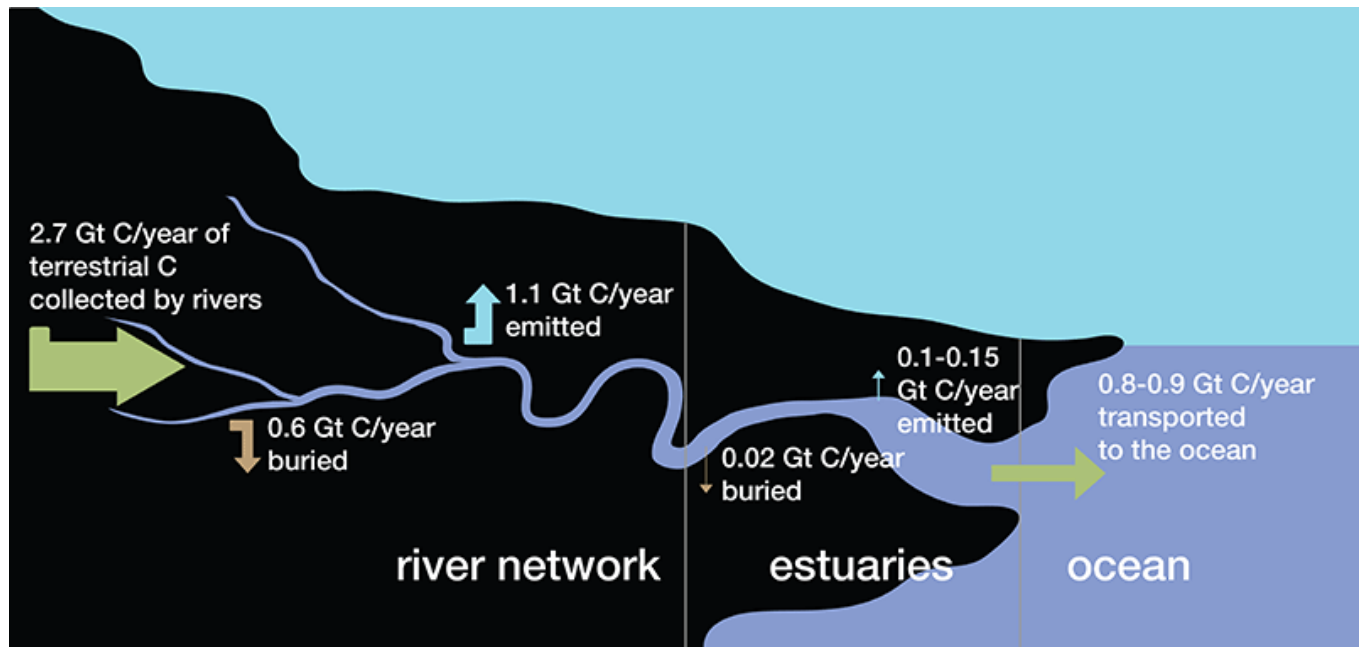 2.7 Gt C/year of
terrestrial C
collected by rivers
1.1 Gt C/year
emitted
0.6 Gt C/year
buried
0.02 Gt C/year
buried
0.1-0.15
Gt C/year
emitted
0.8-0.9 Gt C/year
transported
to the ocean
river network
estuaries
ocean